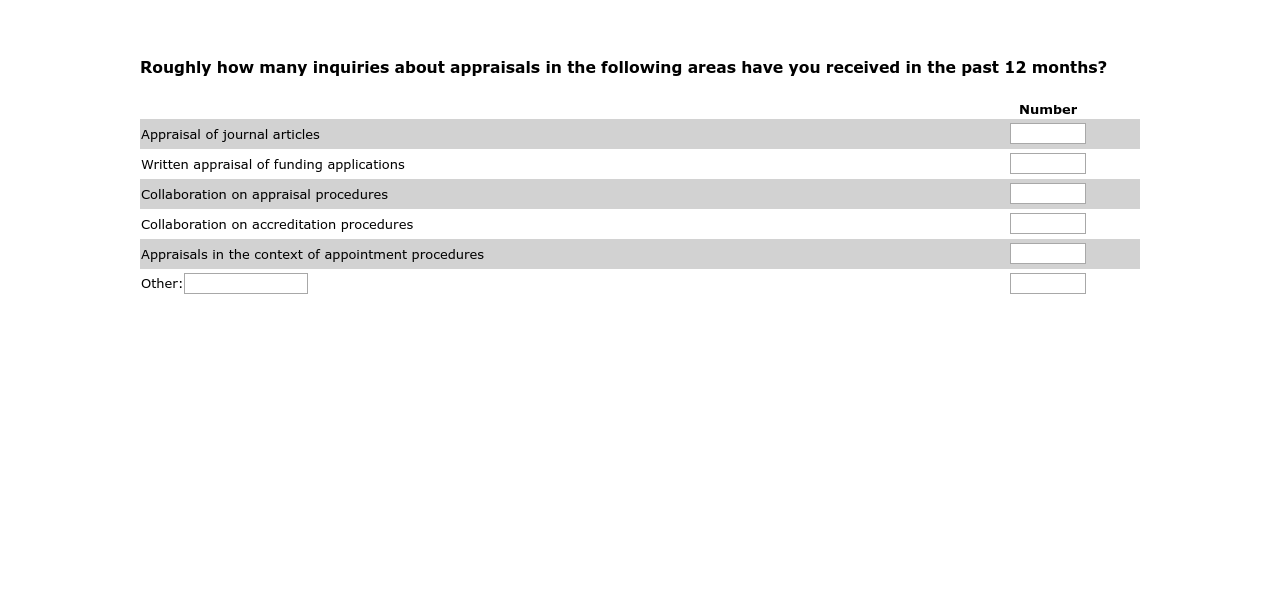 Roughly how many inquiries about appraisals in the following areas have you received in the past 12 months?
Number
Appraisal of journal articles
Written appraisal of funding applications
Collaboration on appraisal procedures
Collaboration on accreditation procedures
Appraisals in the context of appointment procedures
Other: